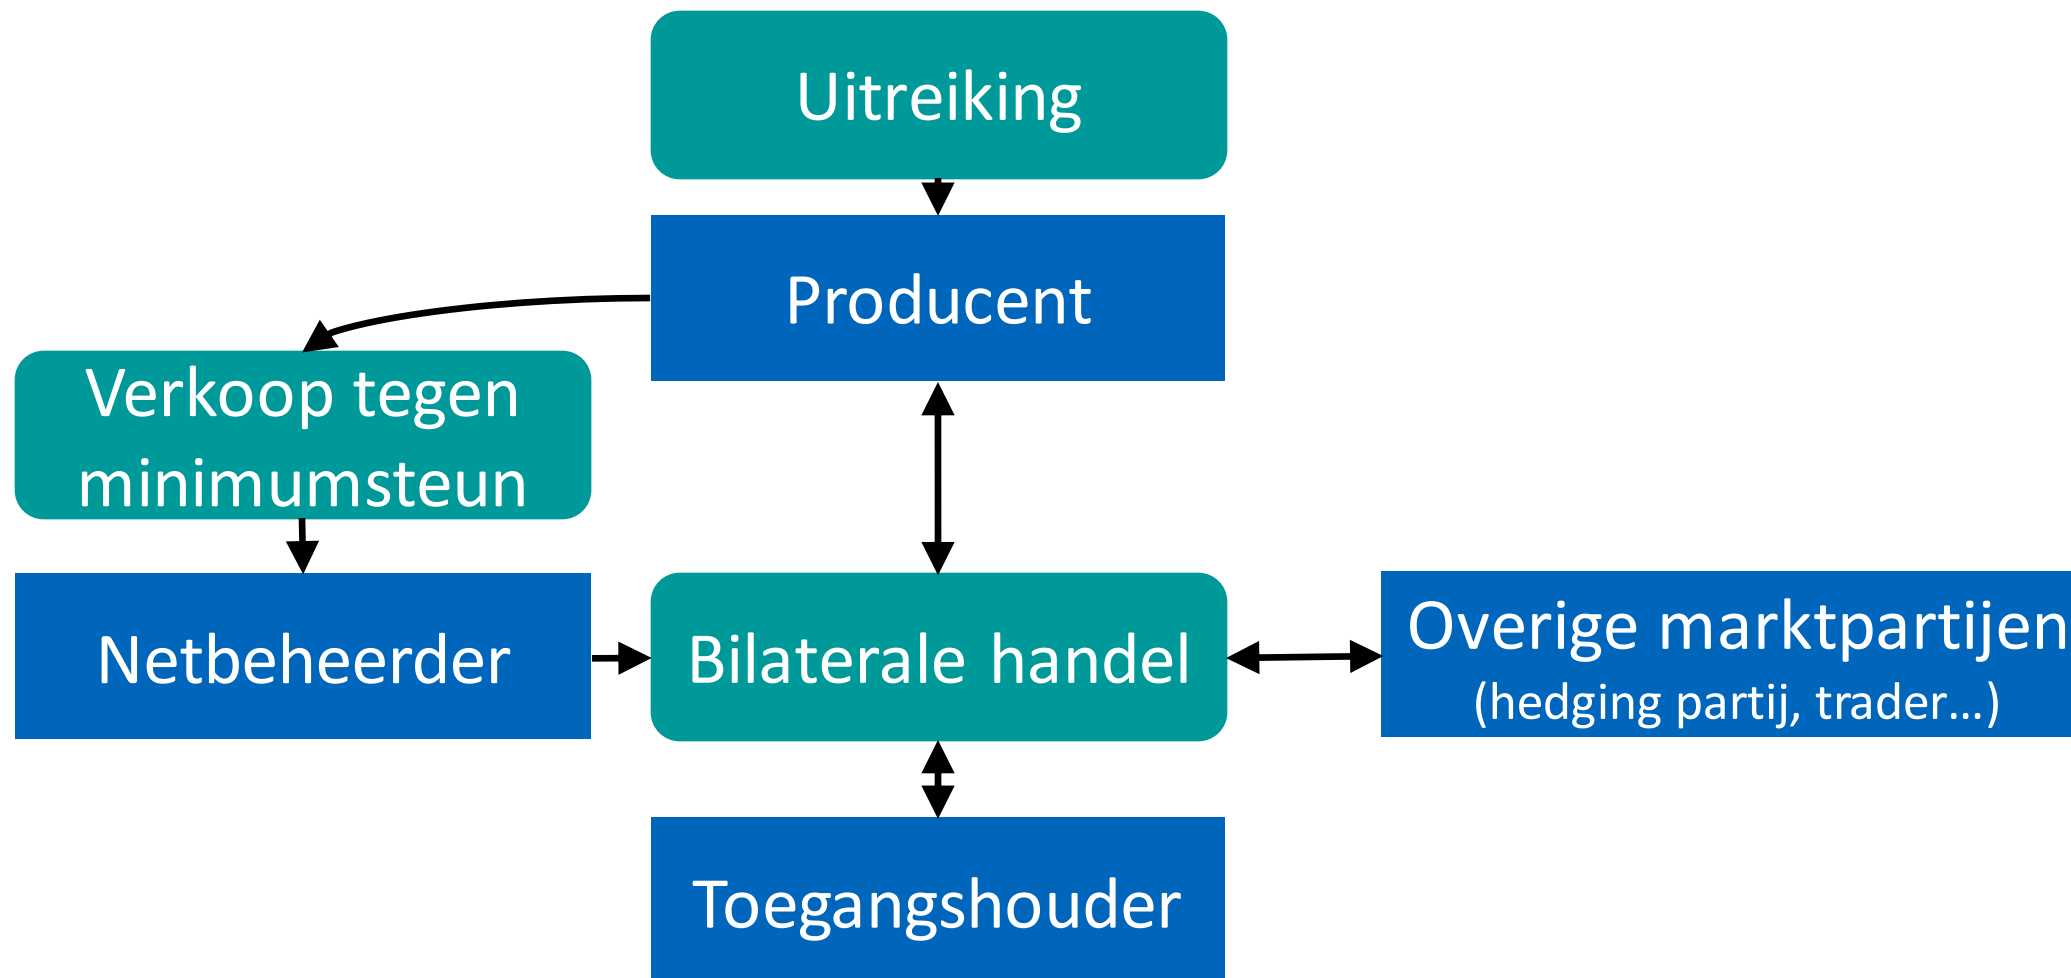 Uitreiking
Producent
Verkoop tegen
minimumsteun
Netbeheerder
Bilaterale handel
Overige marktpartijen
(hedging partij, trader...)
Toegangshouder